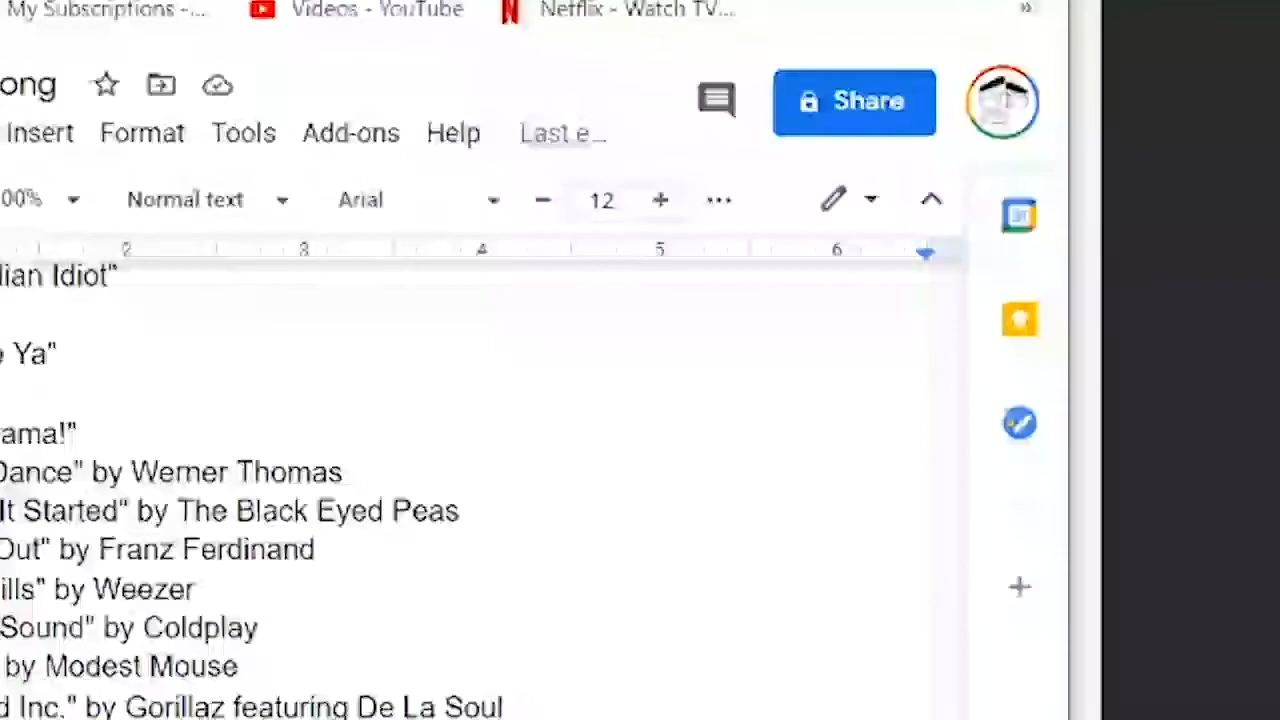 My Subscriptions -... Videos - YouTube Netflix - Watch TV... »
ong
Share
Insert Format Tools Add-ons Help Last e...
00% Normal text Arial − 12 + ...
2 3 4 5 6
lian Idiot"
e Ya"
ama!"
Dance" by Werner Thomas
It Started" by The Black Eyed Peas
Out" by Franz Ferdinand
ills" by Weezer
Sound" by Coldplay
by Modest Mouse
d Inc." by Gorillaz featuring De La Soul